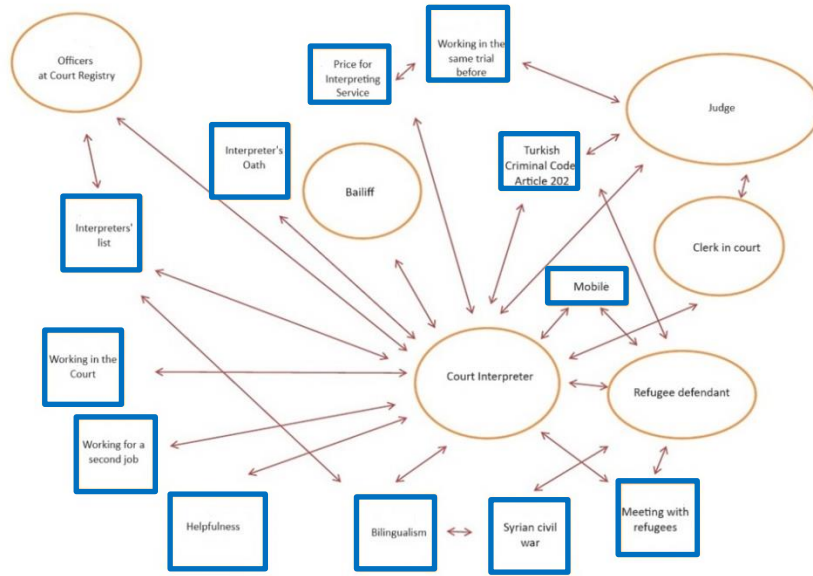 Officers
at Court Registry
Price for
Interpreting
Service
Working in the
same trial
before
Judge
Interpreter's
Oath
Bailiff
Turkish
Criminal Code
Article 202
Interpreters'
list
Clerk in court
Mobile
Working in the
Court
Court Interpreter
Refugee defendant
Working for a
second job
Helpfulness
Bilingualism
Syrian civil
war
Meeting with
refugees